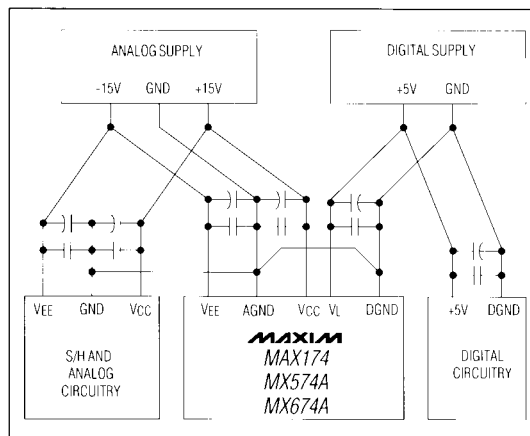 ANALOG SUPPLY
DIGITAL SUPPLY
-15V GND +15V
+5V GND
VEE GND VCC
VEE AGND VCC VL DGND
+5V DGND
S/H AND
ANALOG
CIRCUITRY
MAXIM
MAX174
MX574A
MX674A
DIGITAL
CIRCUITRY